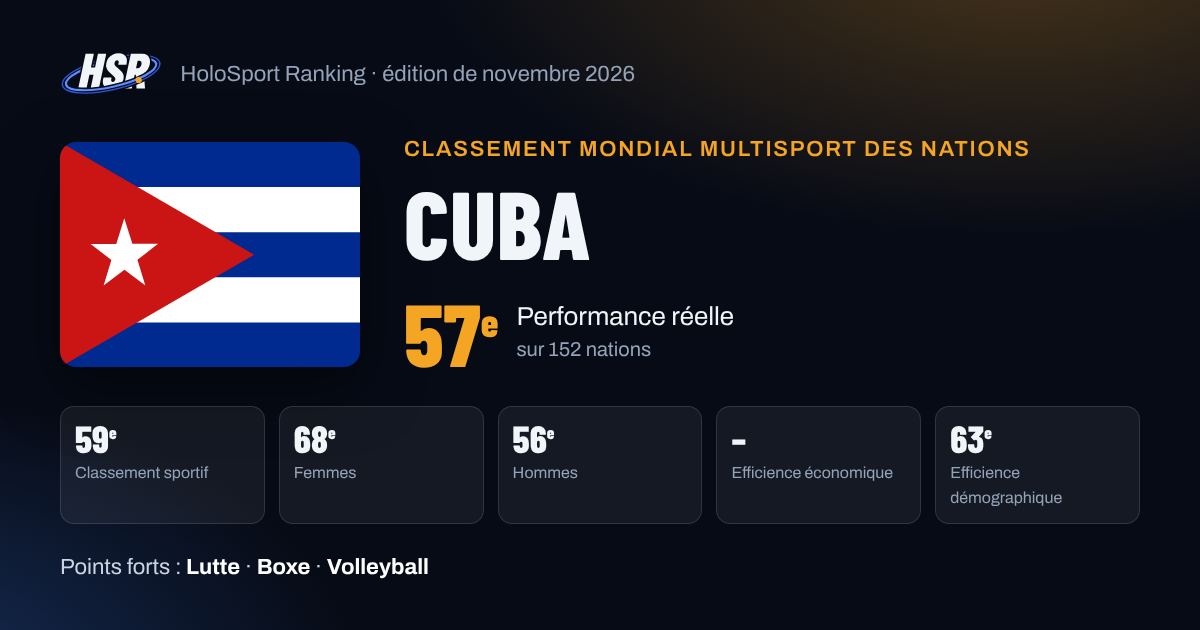 HSR
HoloSport Ranking · édition de novembre 2026
CLASSEMENT MONDIAL MULTISPORT DES NATIONS
CUBA
57e
Performance réelle
sur 152 nations
59e
Classement sportif
68e
Femmes
56e
Hommes
–
Efficience économique
63e
Efficience
démographique
Points forts : Lutte · Boxe · Volleyball